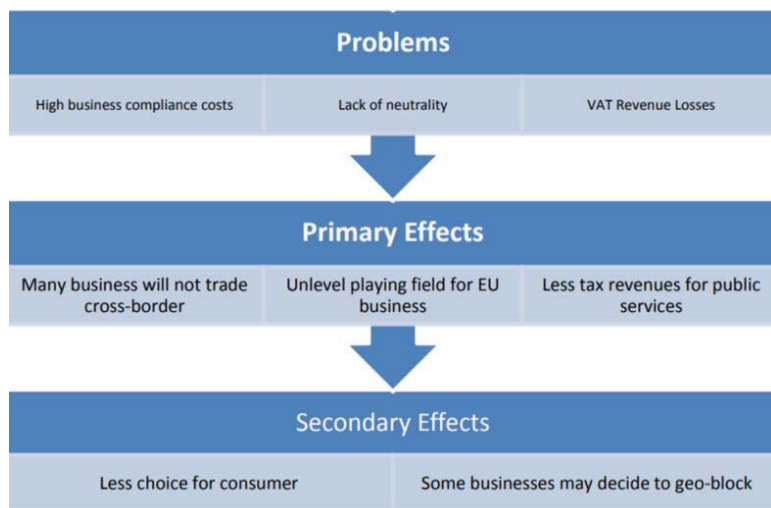 Problems
High business compliance costs
Lack of neutrality
VAT Revenue Losses
Primary Effects
Many business will not trade
cross-border
Unlevel playing field for EU
business
Less tax revenues for public
services
Secondary Effects
Less choice for consumer
Some businesses may decide to geo-block